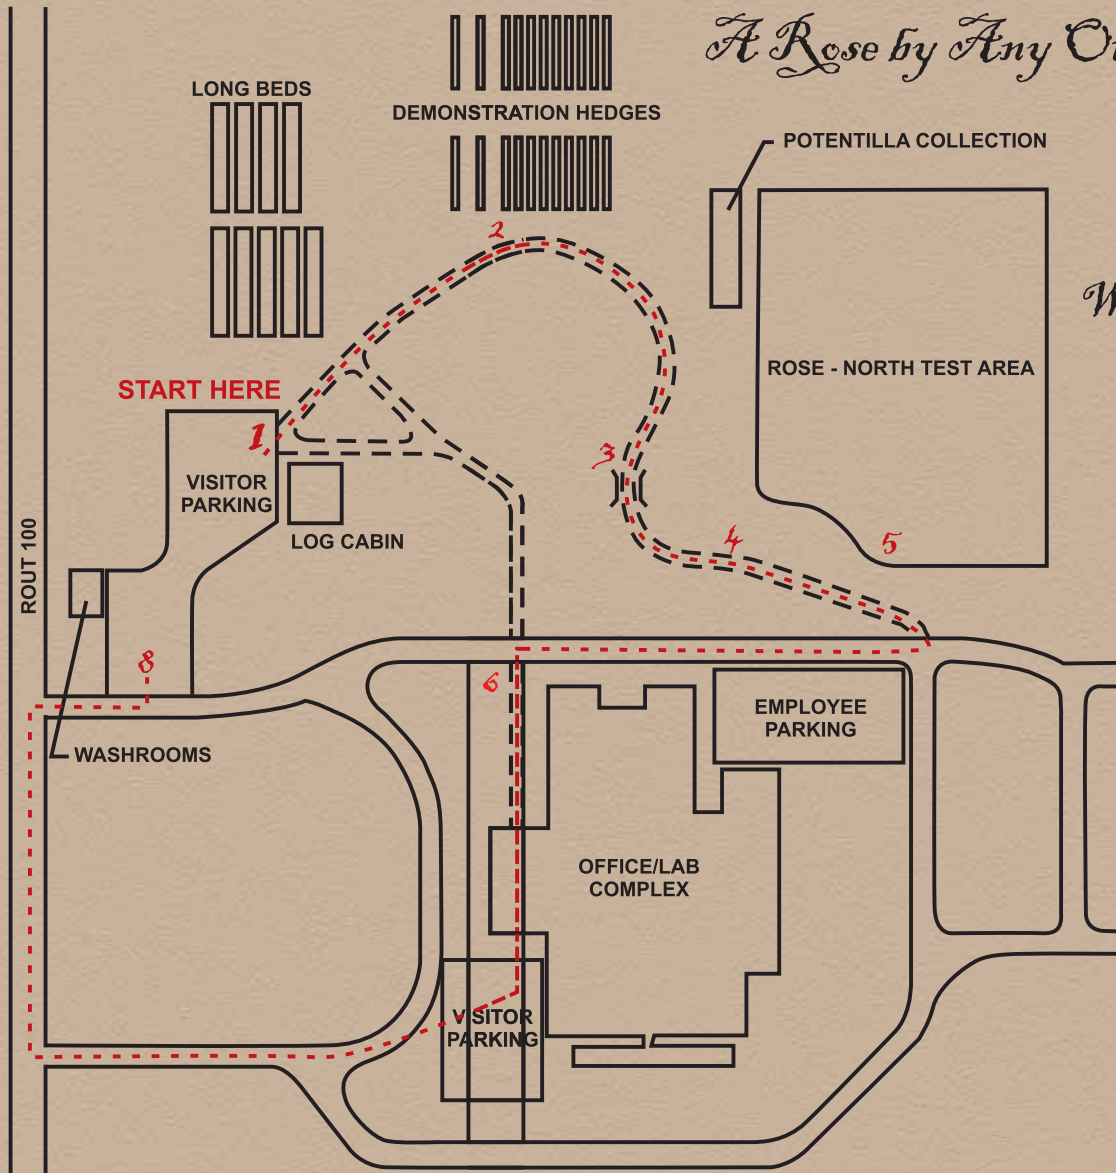 A Rose by Any
LONG BEDS
DEMONSTRATION HEDGES
POTENTILLA COLLECTION
2
ROSE - NORTH TEST AREA
START HERE
1
3
VISITOR
PARKING
LOG CABIN
4
5
ROUT 100
8
6
WASHROOMS
EMPLOYEE
PARKING
OFFICE/LAB
COMPLEX
VISITOR
PARKING